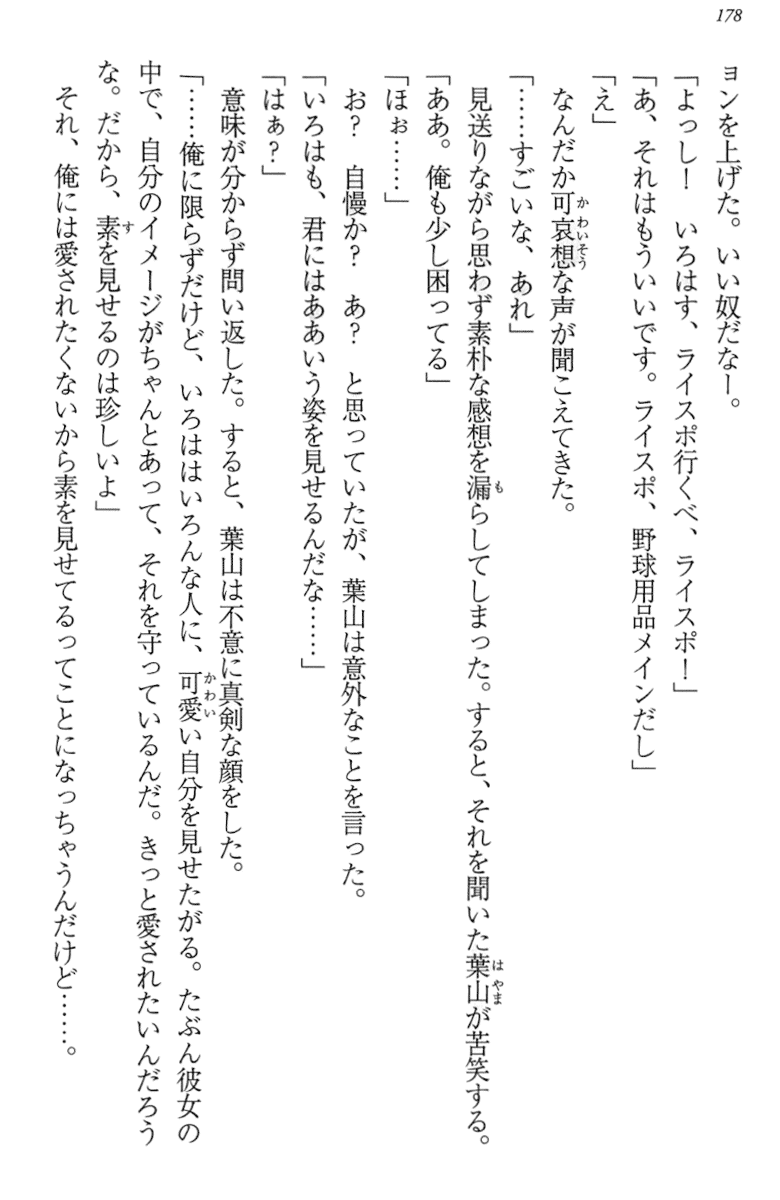 178
ョンを上げた。いい奴だなー。
「よっし！　いろはす、ライスポ行くべ、ライスポ！」
「あ、それはもういいです。ライスポ、野球用品メインだし」
「え」
　なんだか可哀想な声が聞こえてきた。
「……すごいな、あれ」
　見送りながら思わず素朴な感想を漏らしてしまった。すると、それを聞いた葉山が苦笑する。
「ああ。俺も少し困ってる」
「ほぉ……」
　お？　自慢か？　あ？　と思っていたが、葉山は意外なことを言った。
「いろはも、君にはああいう姿を見せるんだな……」
「はぁ？」
　意味が分からず問い返した。すると、葉山は不意に真剣な顔をした。
「……俺に限らずだけど、いろははいろんな人に、可愛い自分を見せたがる。たぶん彼女の
中で、自分のイメージがちゃんとあって、それを守っているんだ。きっと愛されたいんだろう
な。だから、素を見せるのは珍しいよ」
　それ、俺には愛されたくないから素を見せてるってことになっちゃうんだけど……。